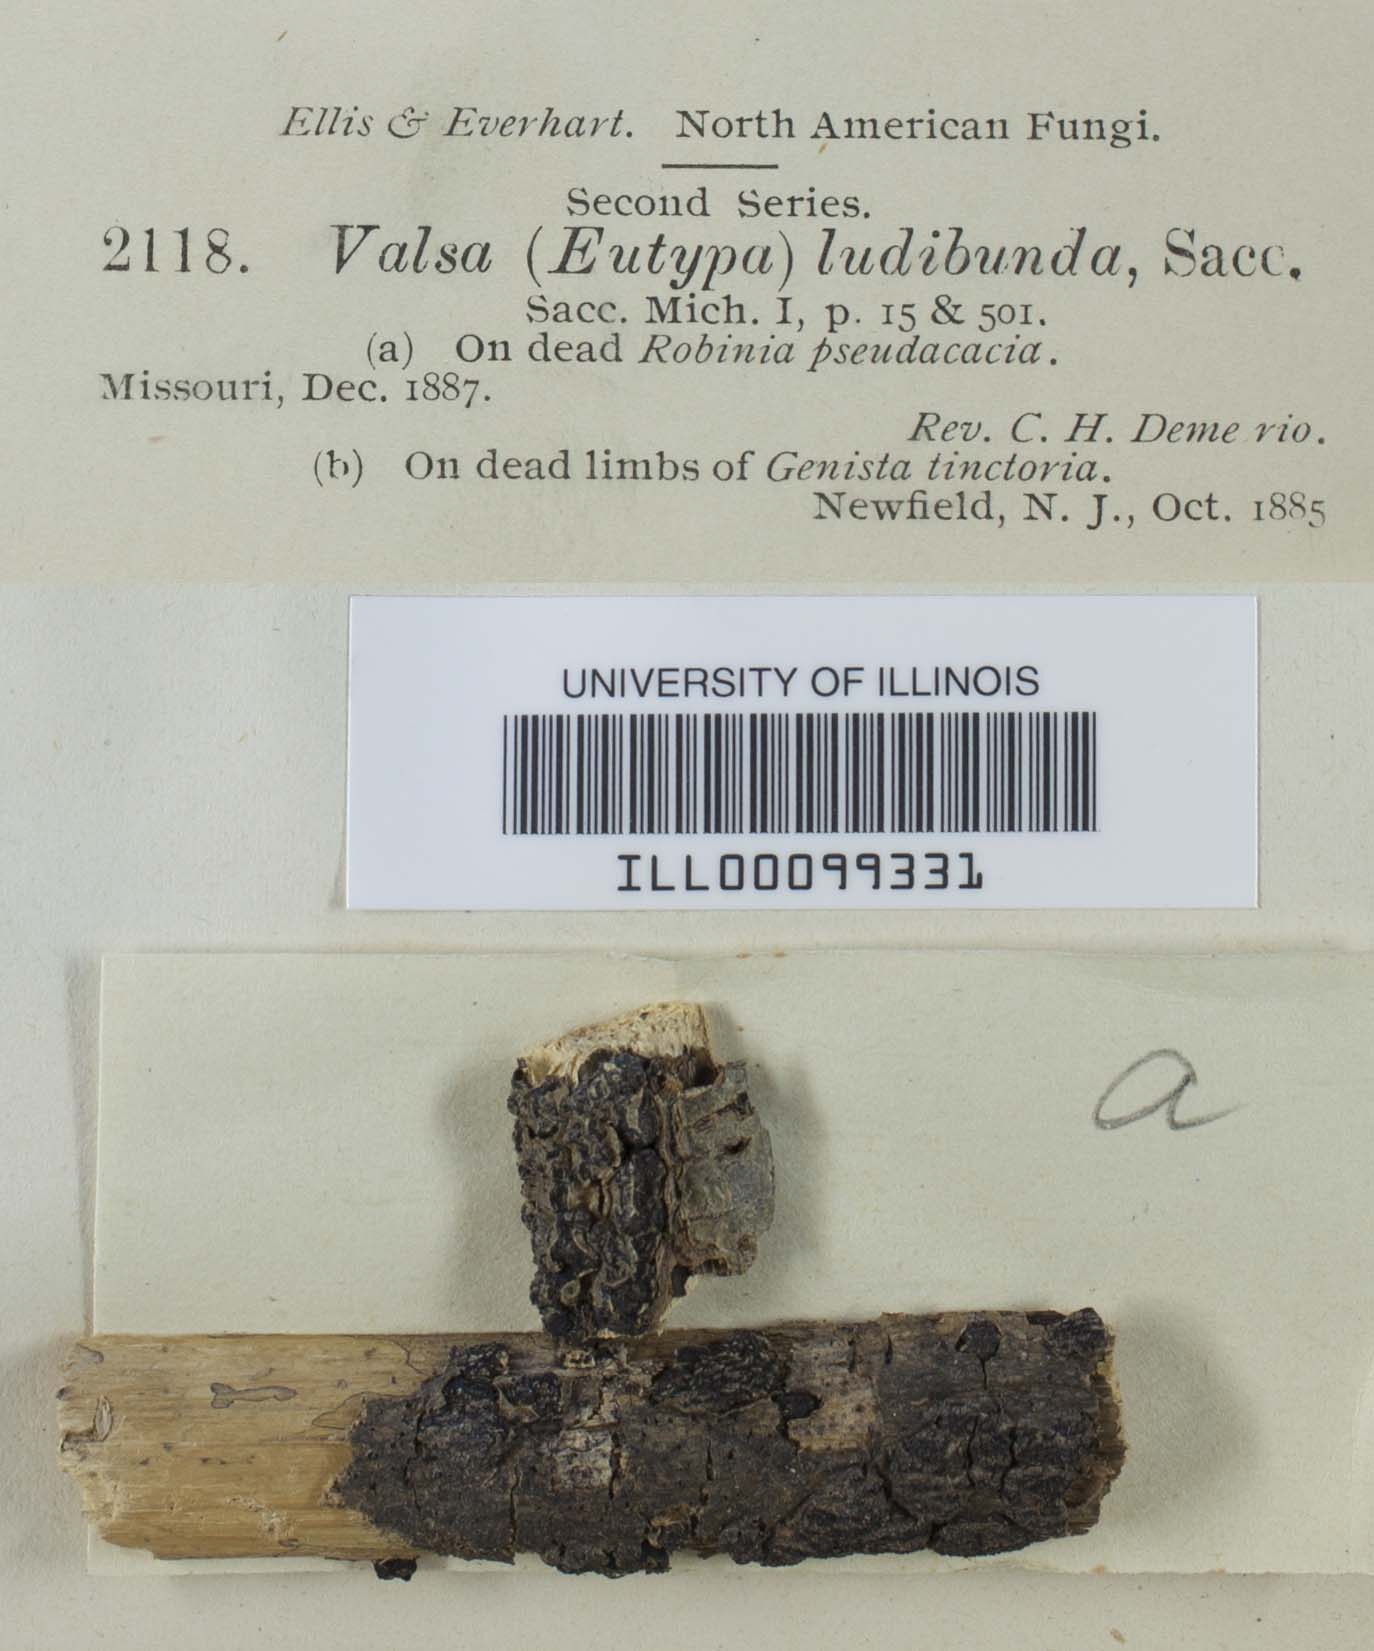 Ellis & Everhart. North American Fungi.
Second Series.
2118. Valsa (Eutypa) ludibunda, Sacc.
Sacc. Mich. I, p. 15 & 501.
(a) On dead Robinia pseudacacia.
Missouri, Dec. 1887.
Rev. C. H. Deme rio.
(b) On dead limbs of Genista tinctoria.
Newfield, N. J., Oct. 1885
UNIVERSITY OF ILLINOIS
ILL00099331
a